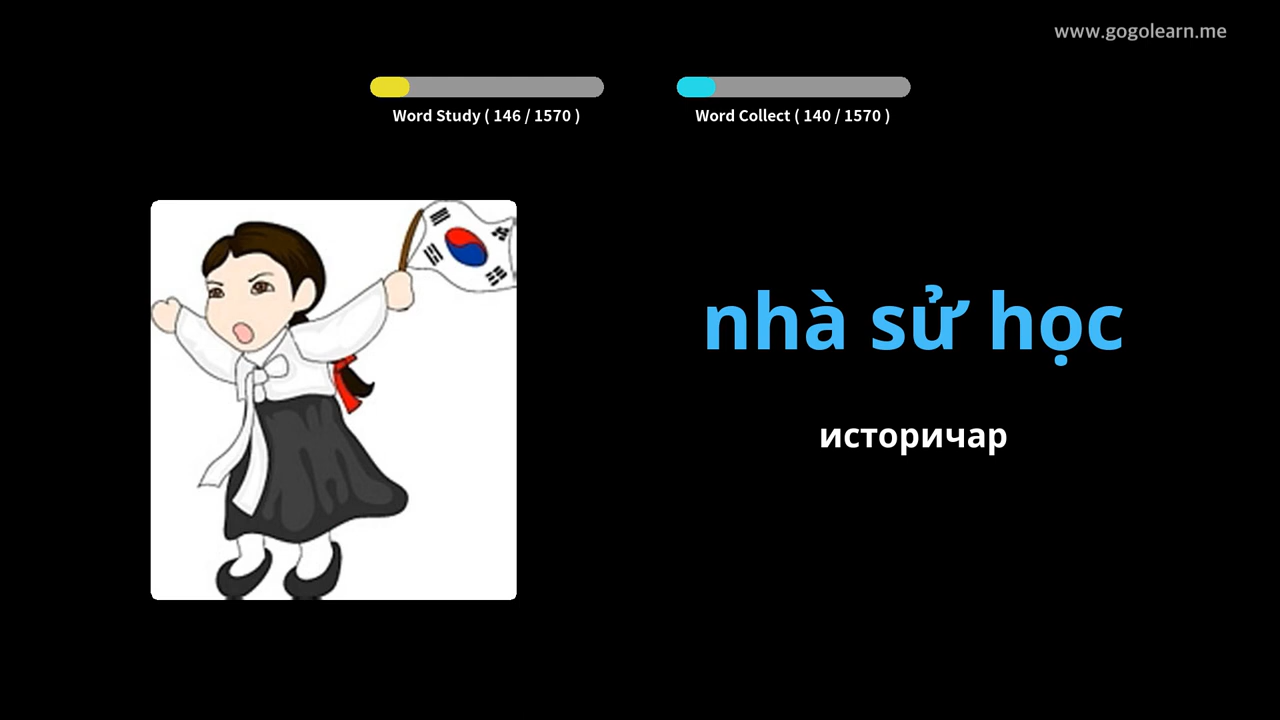 www.gogolearn.me
Word Study ( 146 / 1570 )
Word Collect ( 140 / 1570 )
nhà sử học
историчар